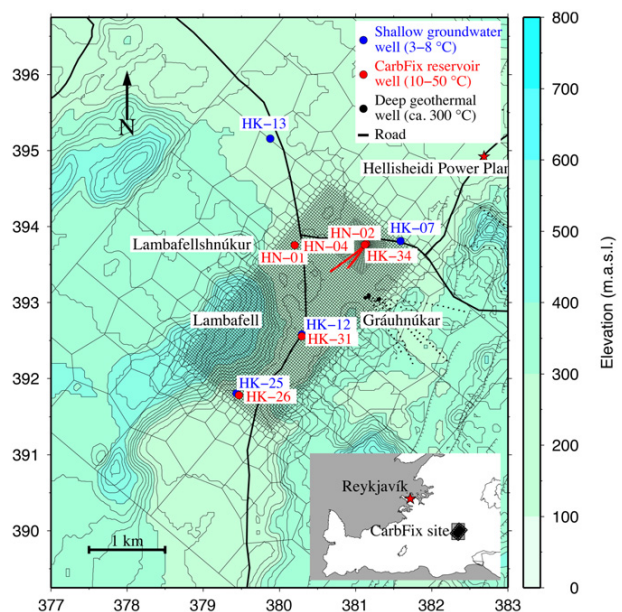 396
395
394
393
392
391
390
377
378
379
380
381
382
383
N
1 km
Shallow groundwater
well (3–8 °C)
CarbFix reservoir
well (10–50 °C)
Deep geothermal
well (ca. 300 °C)
Road
HK–13
Hellisheidi Power Plan
HN–02
HK–07
Lambafellshnúkur
HN–04
HN–01
HK–34
Lambafell
HK–12
Gráuhnúkar
HK–31
HK–25
HK–26
Reykjavík
CarbFix site
800
700
600
500
400
300
200
100
0
Elevation (m.a.s.l.)